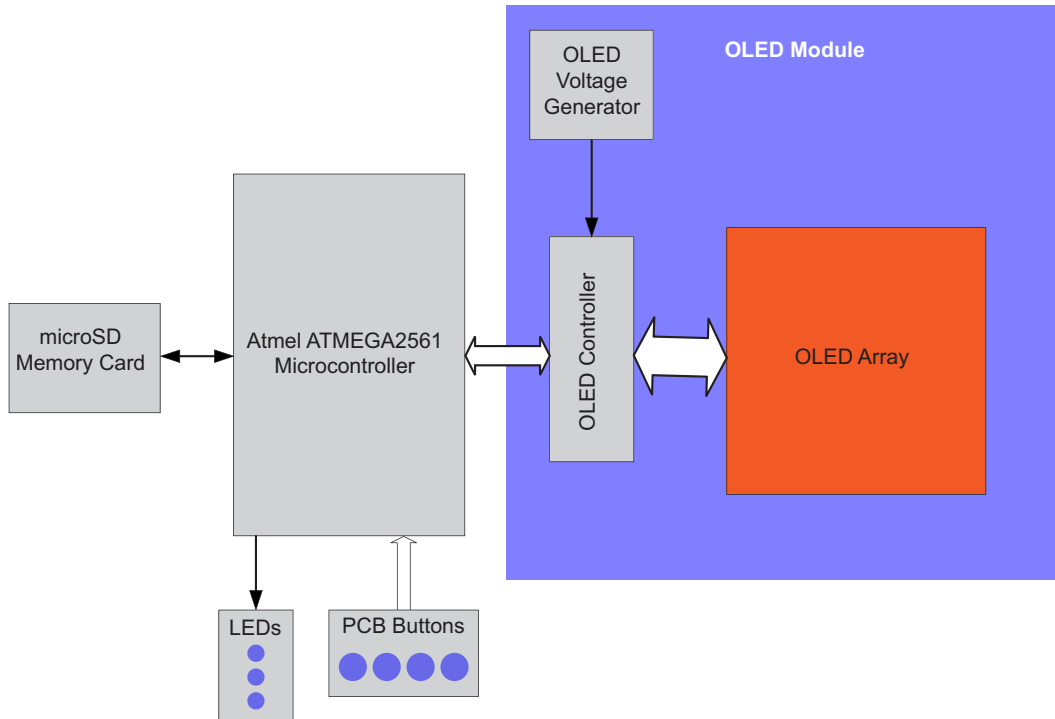 OLED Module
OLED
Voltage
Generator
microSD
Memory Card
Atmel ATMEGA2561
Microcontroller
OLED Controller
OLED Array
LEDs
PCB Buttons